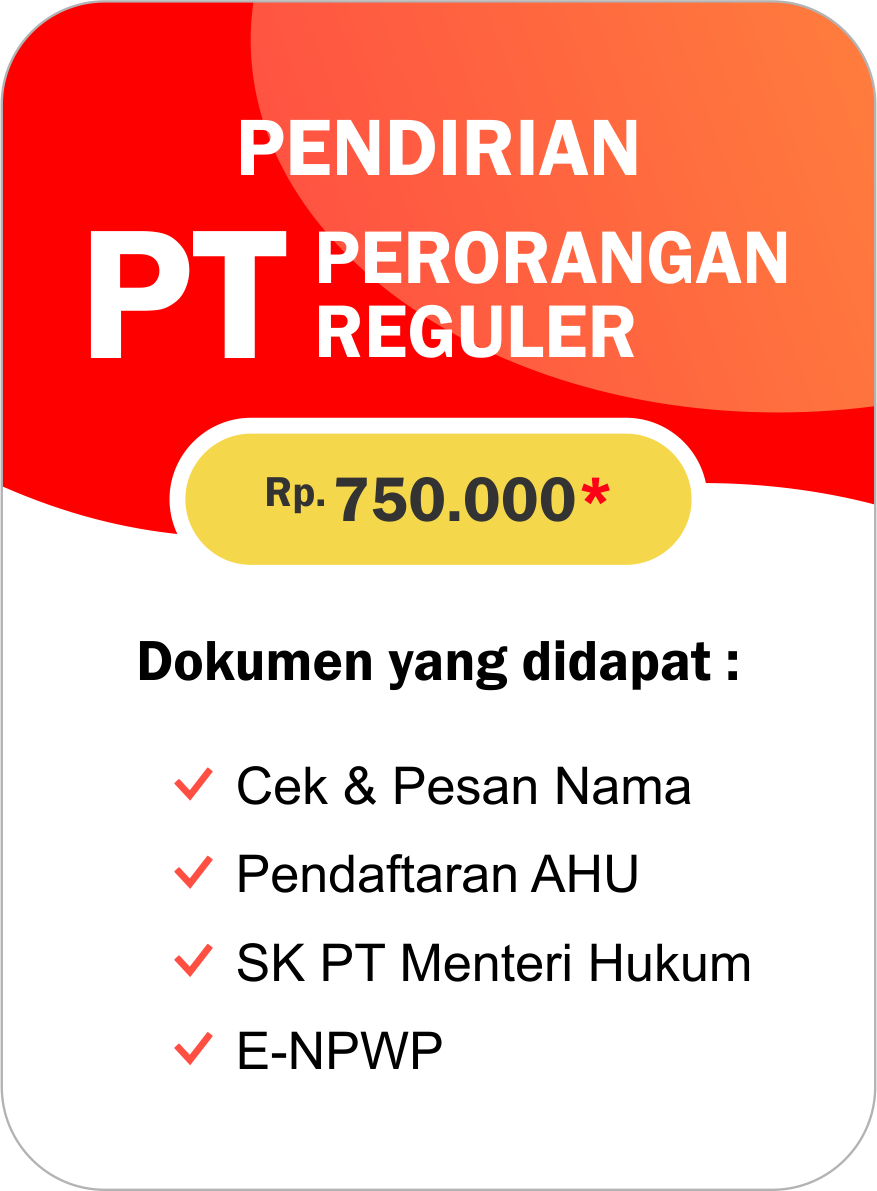 PENDIRIAN
PT PERORANGAN
REGULER
Rp. 750.000*
Dokumen yang didapat :
Cek & Pesan Nama
Pendaftaran AHU
SK PT Menteri Hukum
E-NPWP